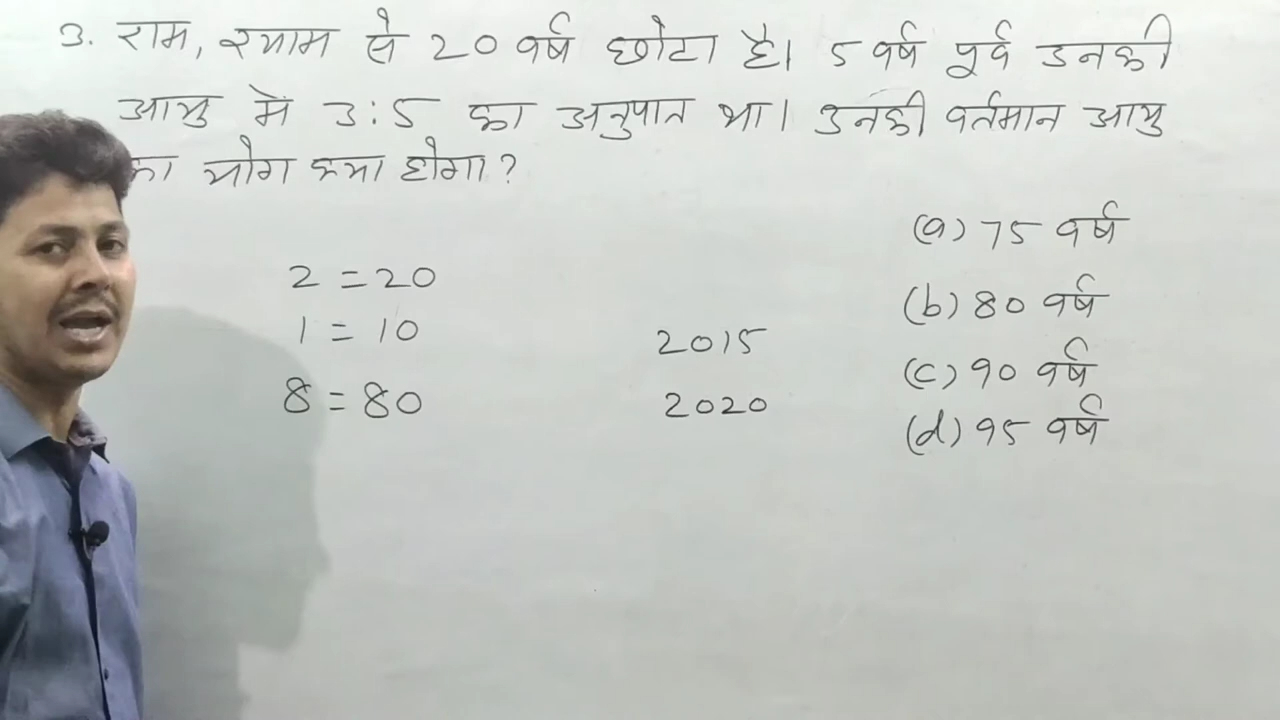 3. राम, श्याम से 20 वर्ष छोटा है। 5 वर्ष पूर्व उनकी
आयु में 3:5 का अनुपात था। उनकी वर्तमान आयु
का योग क्या होगा?
(a) 75 वर्ष
2 = 20
(b) 80 वर्ष
1 = 10
2015
(c) 90 वर्ष
8 = 80
2020
(d) 95 वर्ष